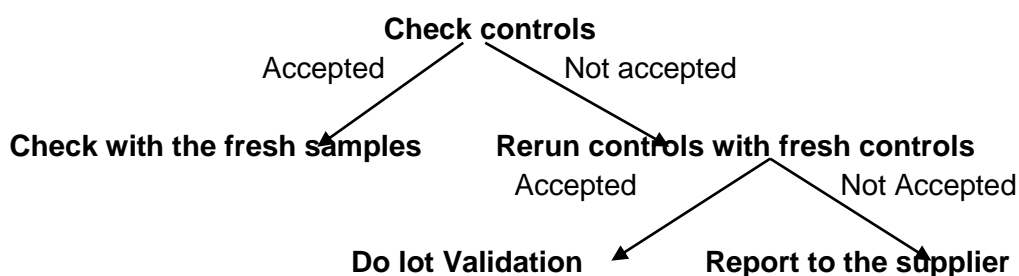 Check controls
Accepted Not accepted
Check with the fresh samples Rerun controls with fresh controls
Accepted Not Accepted
Do lot Validation Report to the supplier